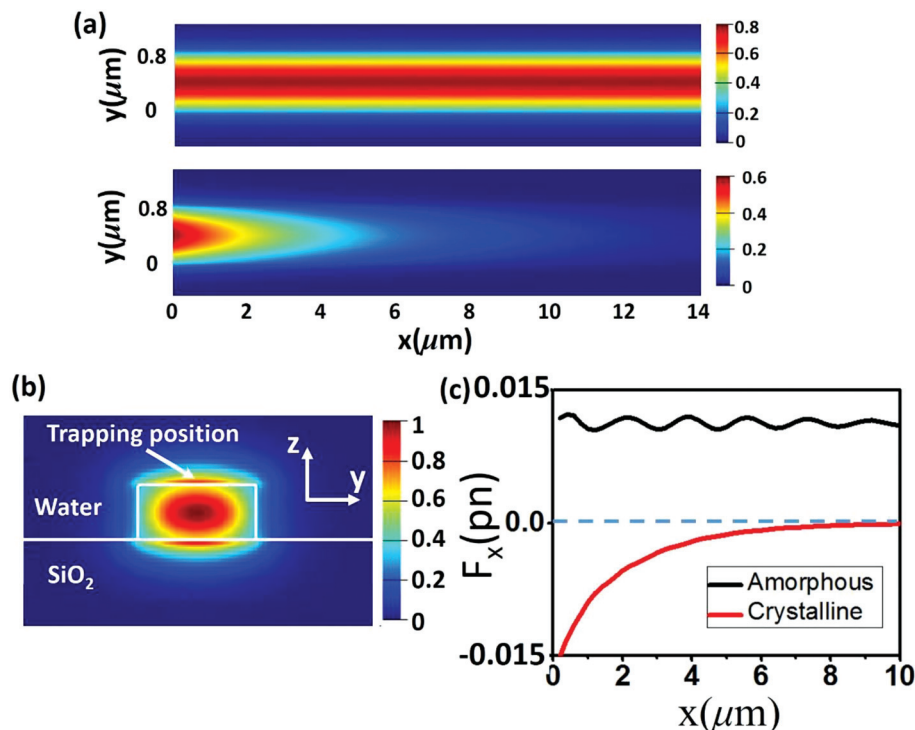 (a)
0.8
0
y(μm)
0.8
0.6
0.4
0.2
0
0.8
0
y(μm)
0.6
0.4
0.2
0
0 2 4 6 8 10 12 14
x(μm)
(b)
Trapping position
z
y
Water
SiO₂
1
0.8
0.6
0.4
0.2
0
(c)
0.015
0.0
-0.015
Fₓ(pn)
Amorphous
Crystalline
0 2 4 6 8 10
x(μm)